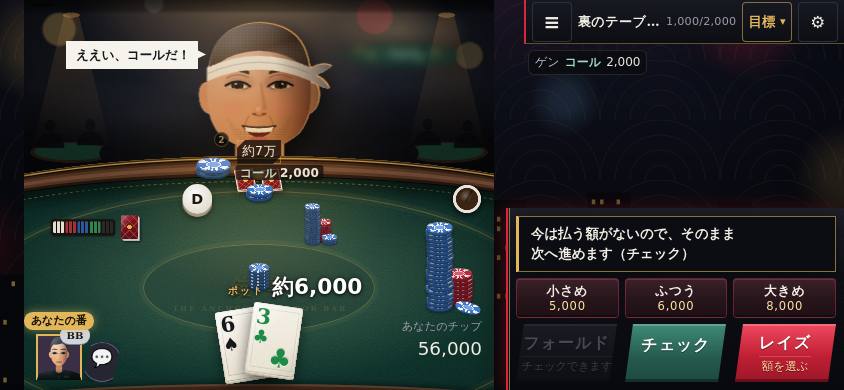 ええい、コールだ！
2
約7万
コール 2,000
D
ポット 約6,000
あなたの番
BB
6
3
あなたのチップ
56,000
裏のテーブ… 1,000/2,000 目標 ▾
ゲン コール 2,000
今は払う額がないので、そのまま
次へ進めます（チェック）
小さめ
5,000
ふつう
6,000
大きめ
8,000
フォールド
チェックできます
チェック
レイズ
額を選ぶ